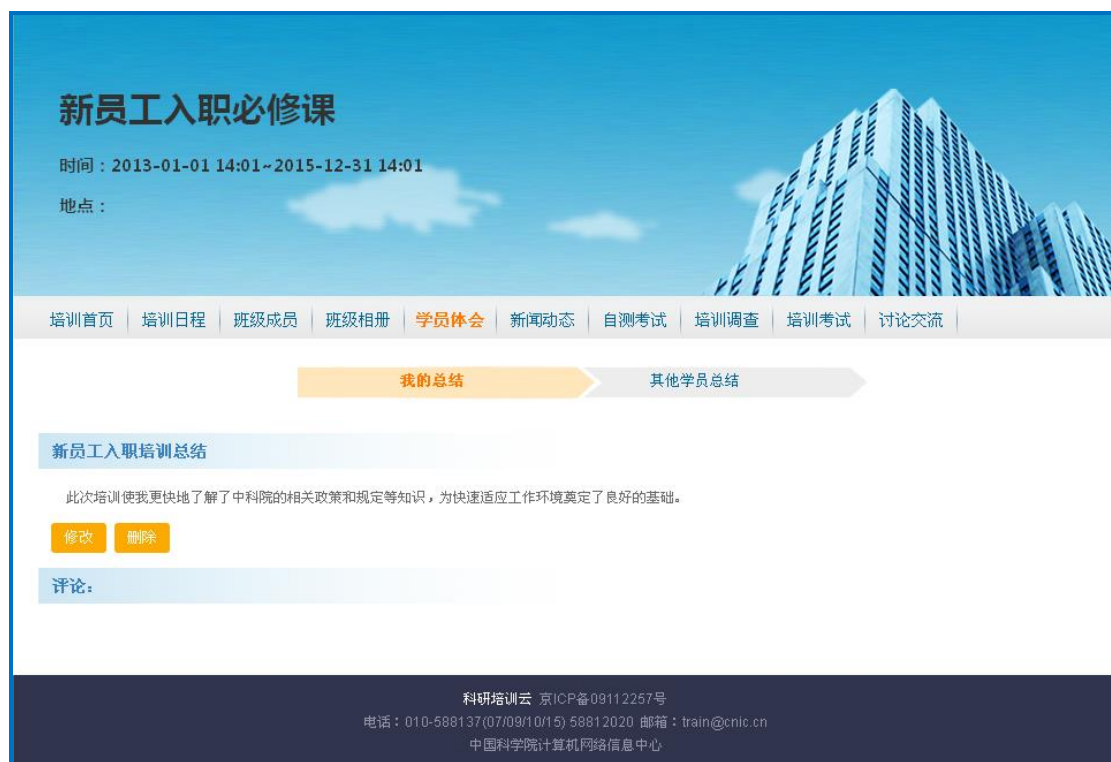 新员工入职必修课
时间：2013-01-01 14:01~2015-12-31 14:01
地点：
培训首页 培训日程 班级成员 班级相册 学员体会 新闻动态 自测考试 培训调查 培训考试 讨论交流
我的总结 其他学员总结
新员工入职培训总结
此次培训使我更快地了解了中科院的相关政策和规定等知识，为快速适应工作环境奠定了良好的基础。
修改 删除
评论：
科研培训云 京ICP备09112257号
电话：010-588137(07/09/10/15) 58812020 邮箱：train@cnic.cn
中国科学院计算机网络信息中心